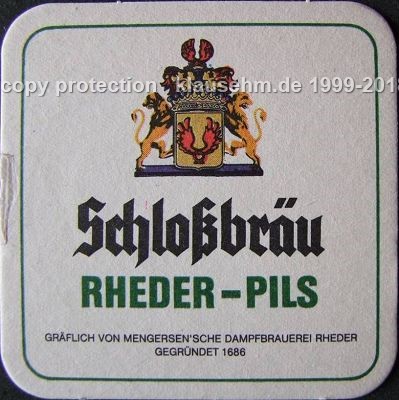 copy protection - klausehm.de 1999-2018
Schloßbräu
RHEDER-PILS
GRÄFLICH VON MENGERSEN'SCHE DAMPFBRAUEREI RHEDER
GEGRÜNDET 1686